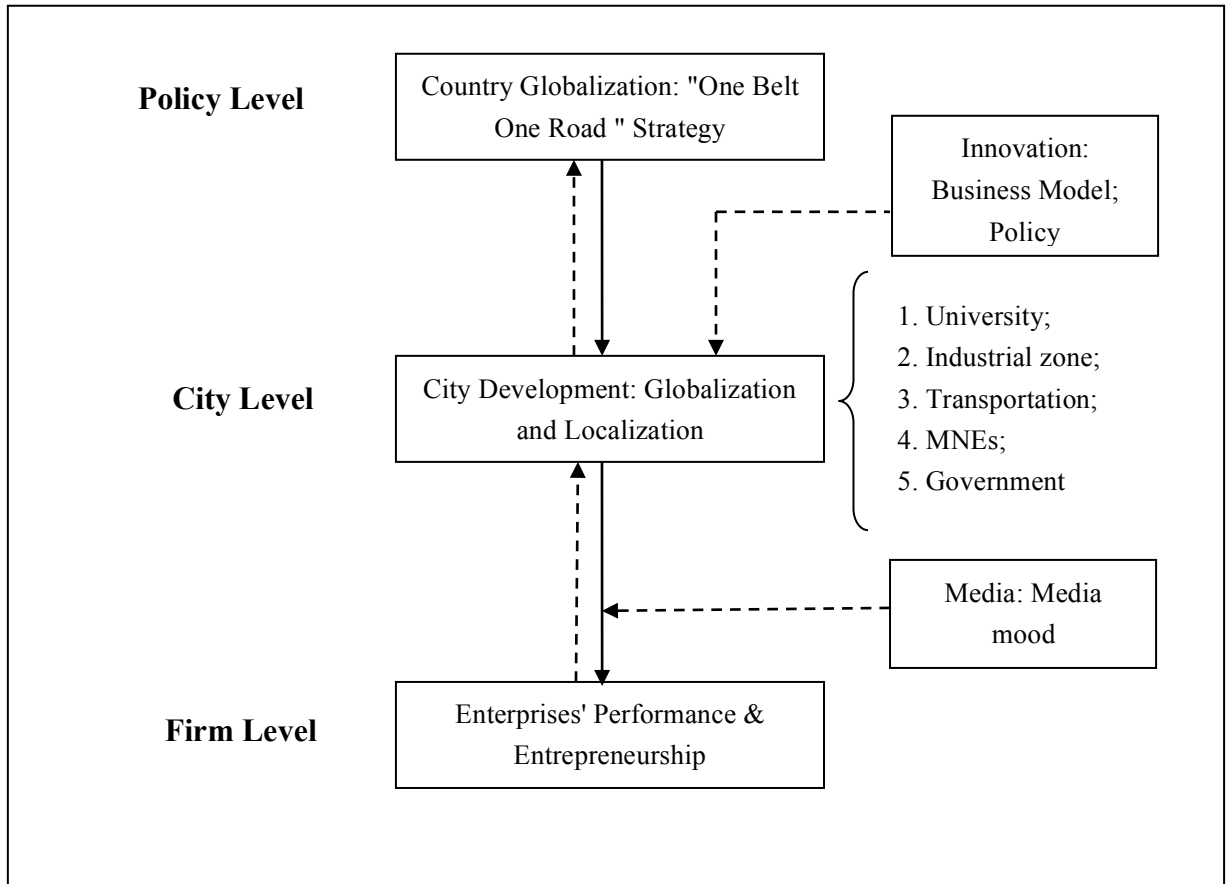 Policy Level
Country Globalization: "One Belt
One Road " Strategy
Innovation:
Business Model;
Policy
City Level
City Development: Globalization
and Localization
1. University;
2. Industrial zone;
3. Transportation;
4. MNEs;
5. Government
Media: Media
mood
Firm Level
Enterprises' Performance &
Entrepreneurship